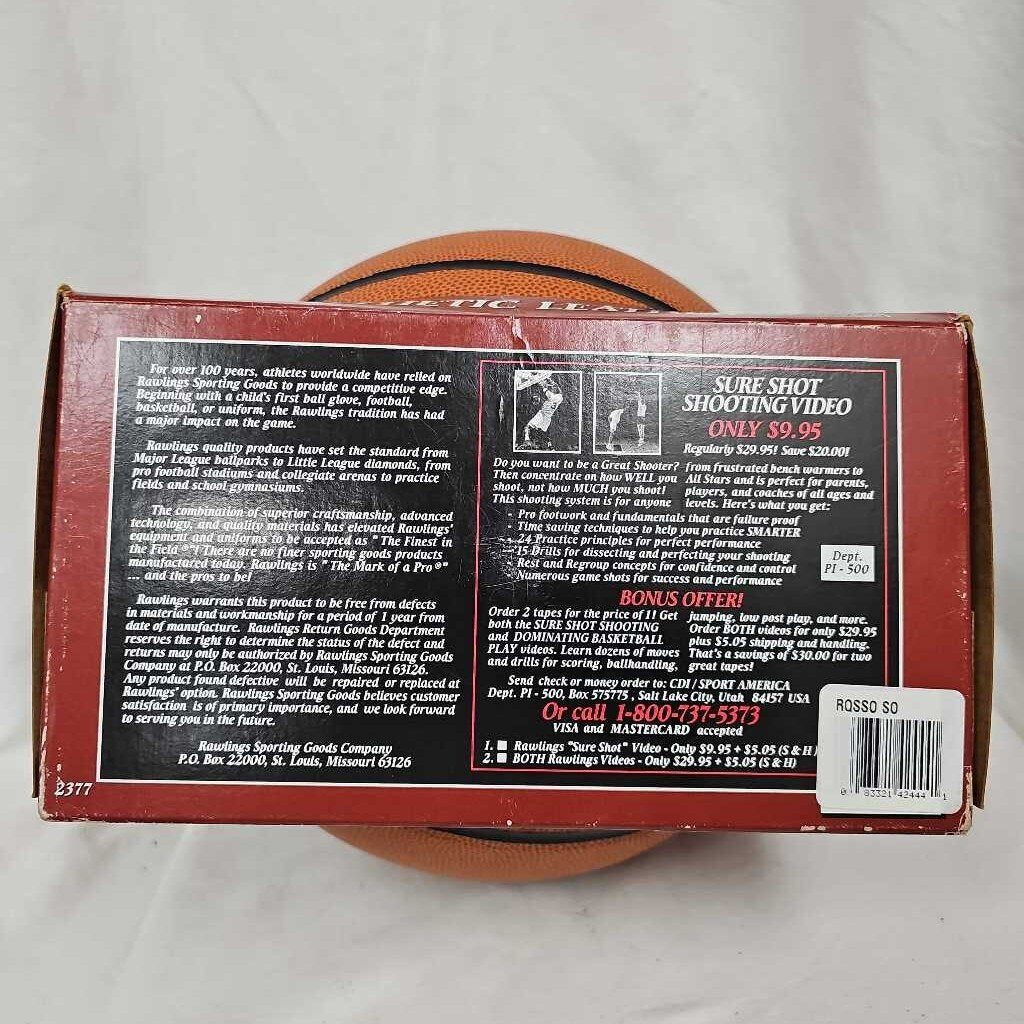 ETIC LEA
For over 100 years, athletes worldwide have relied on
Rawlings Sporting Goods to provide a competitive edge.
Beginning with a child's first ball glove, football,
basketball, or uniform, the Rawlings tradition has had
a major impact on the game.
Rawlings quality products have set the standard from
Major League ballparks to Little League diamonds, from
pro football stadiums and collegiate arenas to practice
fields and school gymnasiums.
The combination of superior craftsmanship, advanced
technology, and quality materials has elevated Rawlings'
equipment and uniforms to be accepted as "The Finest in
the Field ®"! There are no finer sporting goods products
manufactured today. Rawlings is "The Mark of a Pro ®"
... and the pros to be!
Rawlings warrants this product to be free from defects
in materials and workmanship for a period of 1 year from
date of manufacture. Rawlings Return Goods Department
reserves the right to determine the status of the defect and
returns may only be authorized by Rawlings Sporting Goods
Company at P.O. Box 22000, St. Louis, Missouri 63126.
Any product found defective will be repaired or replaced at
Rawlings' option. Rawlings Sporting Goods believes customer
satisfaction is of primary importance, and we look forward
to serving you in the future.
Rawlings Sporting Goods Company
P.O. Box 22000, St. Louis, Missouri 63126
2377
SURE SHOT
SHOOTING VIDEO
ONLY $9.95
Regularly $29.95! Save $20.00!
Do you want to be a Great Shooter?
Then concentrate on how WELL you
shoot, not how MUCH you shoot!
This shooting system is for anyone
from frustrated bench warmers to
All Stars and is perfect for parents,
players, and coaches of all ages and
levels. Here's what you get:
- Pro footwork and fundamentals that are failure proof
- Time saving techniques to help you practice SMARTER
- 24 Practice principles for perfect performance
- 15 Drills for dissecting and perfecting your shooting
- Rest and Regroup concepts for confidence and control
- Numerous game shots for success and performance
Dept.
PI - 500
BONUS OFFER!
Order 2 tapes for the price of 1! Get
both the SURE SHOT SHOOTING
and DOMINATING BASKETBALL
PLAY videos. Learn dozens of moves
and drills for scoring, ballhandling,
jumping, low post play, and more.
Order BOTH videos for only $29.95
plus $5.05 shipping and handling.
That's a savings of $30.00 for two
great tapes!
Send check or money order to: CDI / SPORT AMERICA
Dept. PI - 500, Box 575775, Salt Lake City, Utah 84157 USA
Or call 1-800-737-5373
VISA and MASTERCARD accepted
1. Rawlings "Sure Shot" Video - Only $9.95 + $5.05 (S & H)
2. BOTH Rawlings Videos - Only $29.95 + $5.05 (S & H)
RQSSO SO
0 83321 42444 1